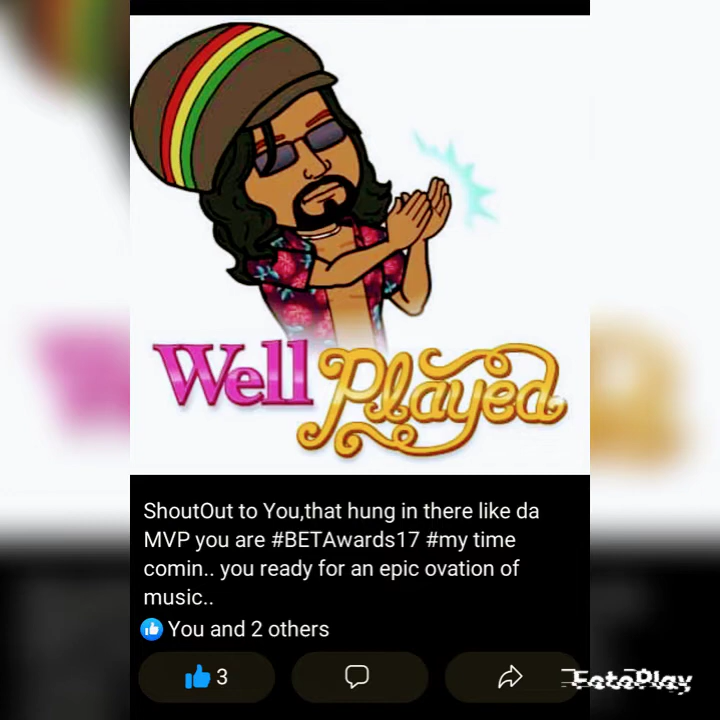 Well Played
ShoutOut to You,that hung in there like da
MVP you are #BETAwards17 #my time
comin.. you ready for an epic ovation of
music..
You and 2 others
3
FotoPlay